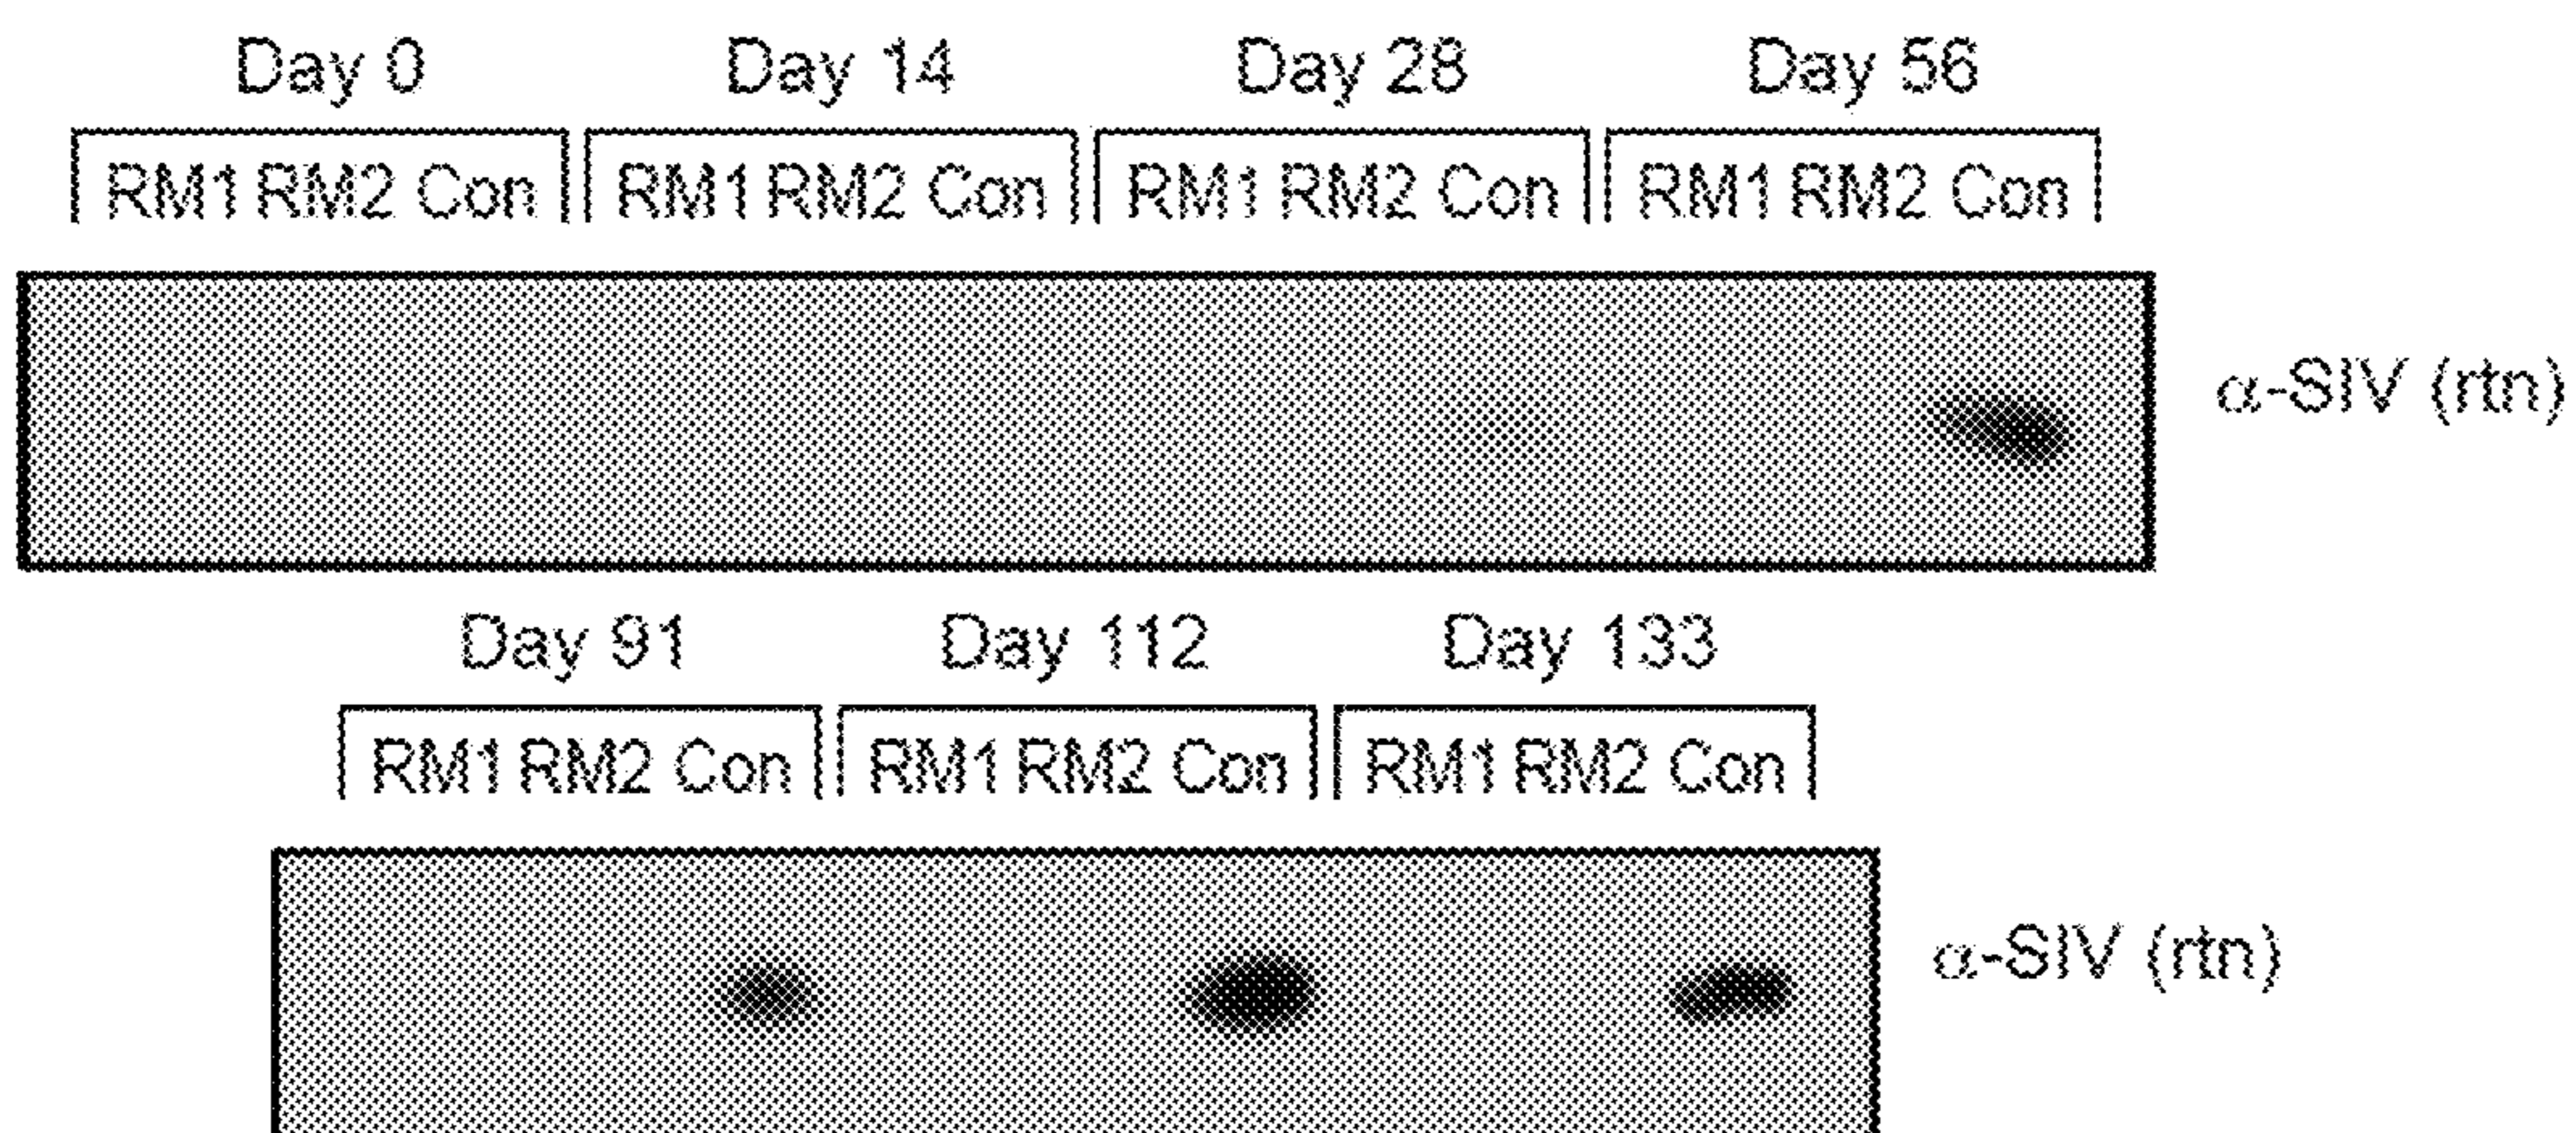 Day 0 Day 14 Day 28 Day 56
RM1 RM2 Con RM1 RM2 Con RM1 RM2 Con RM1 RM2 Con
α-SIV (rtn)
Day 91 Day 112 Day 133
RM1 RM2 Con RM1 RM2 Con RM1 RM2 Con
α-SIV (rtn)